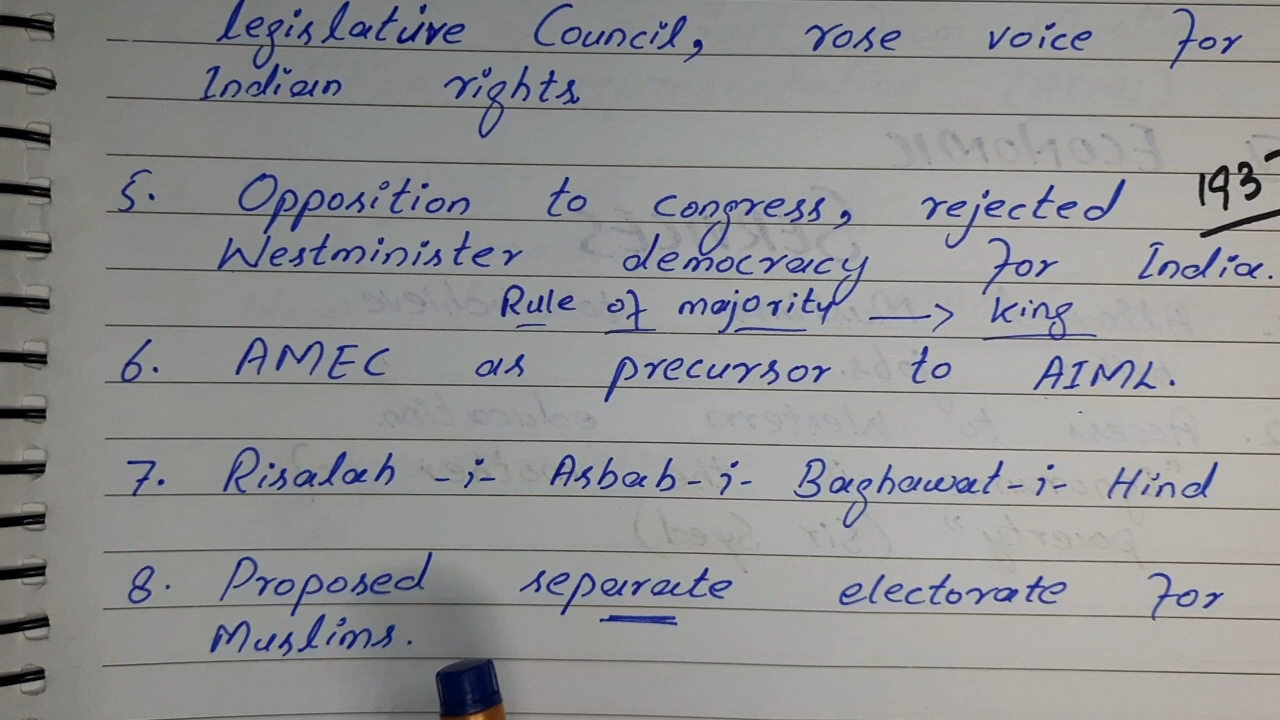 legislative Council, rose voice for
Indian rights
5. Opposition to congress, rejected
Westminister democracy for India.
Rule of majority → king
6. AMEC as precursor to AIML.
7. Risalah -i- Asbab-i- Baghawat-i- Hind
8. Proposed separate electorate for
Muslims.